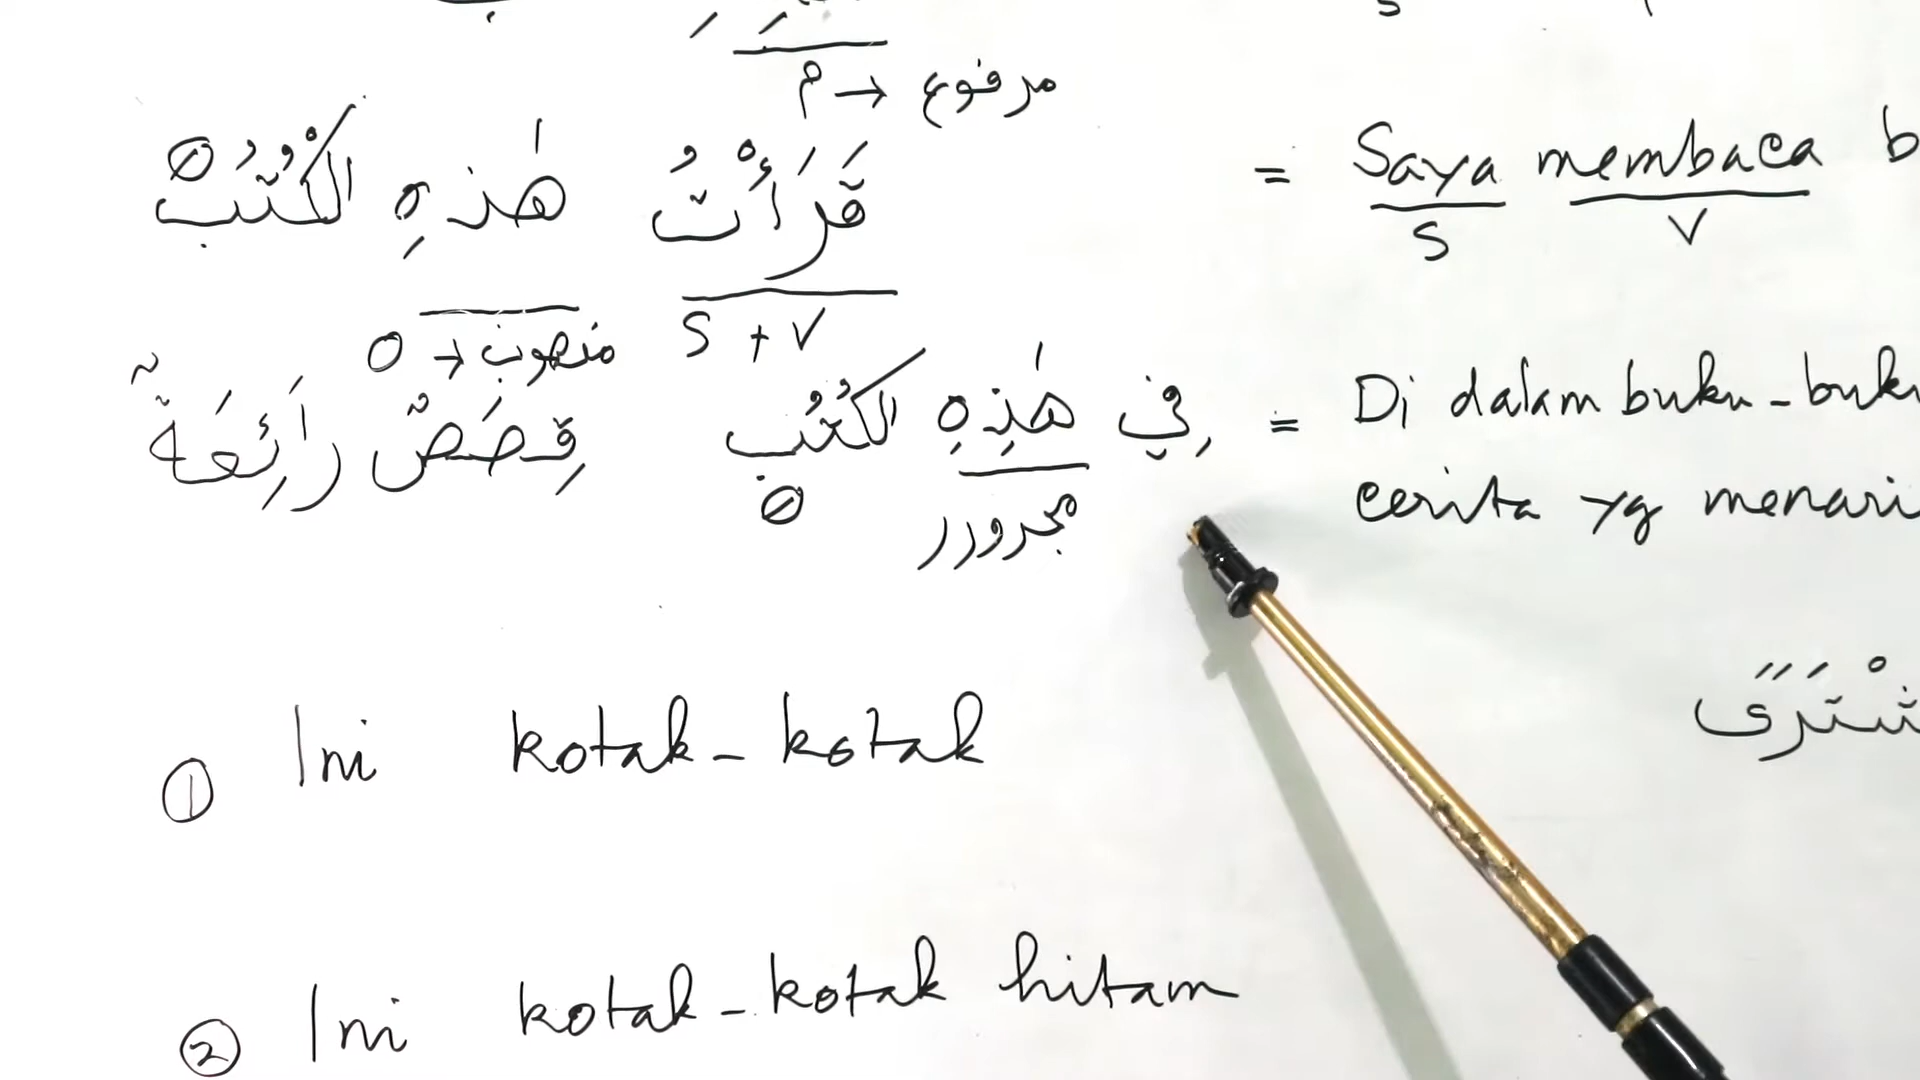 م → مرفوع
قَرَأْتُ هٰذِهِ الْكُتُبَ = Saya membaca b
S + V S V
O → منصوب
فِي هٰذِهِ الْكُتُبِ قِصَصٌ رَائِعَةٌ = Di dalam buku-buku
مجرور cerita yg menari
شْتَرَى
① Ini kotak-kotak
② Ini kotak-kotak hitam